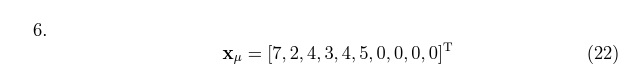 6.
𝐱_μ = [7, 2, 4, 3, 4, 5, 0, 0, 0, 0]^T (22)